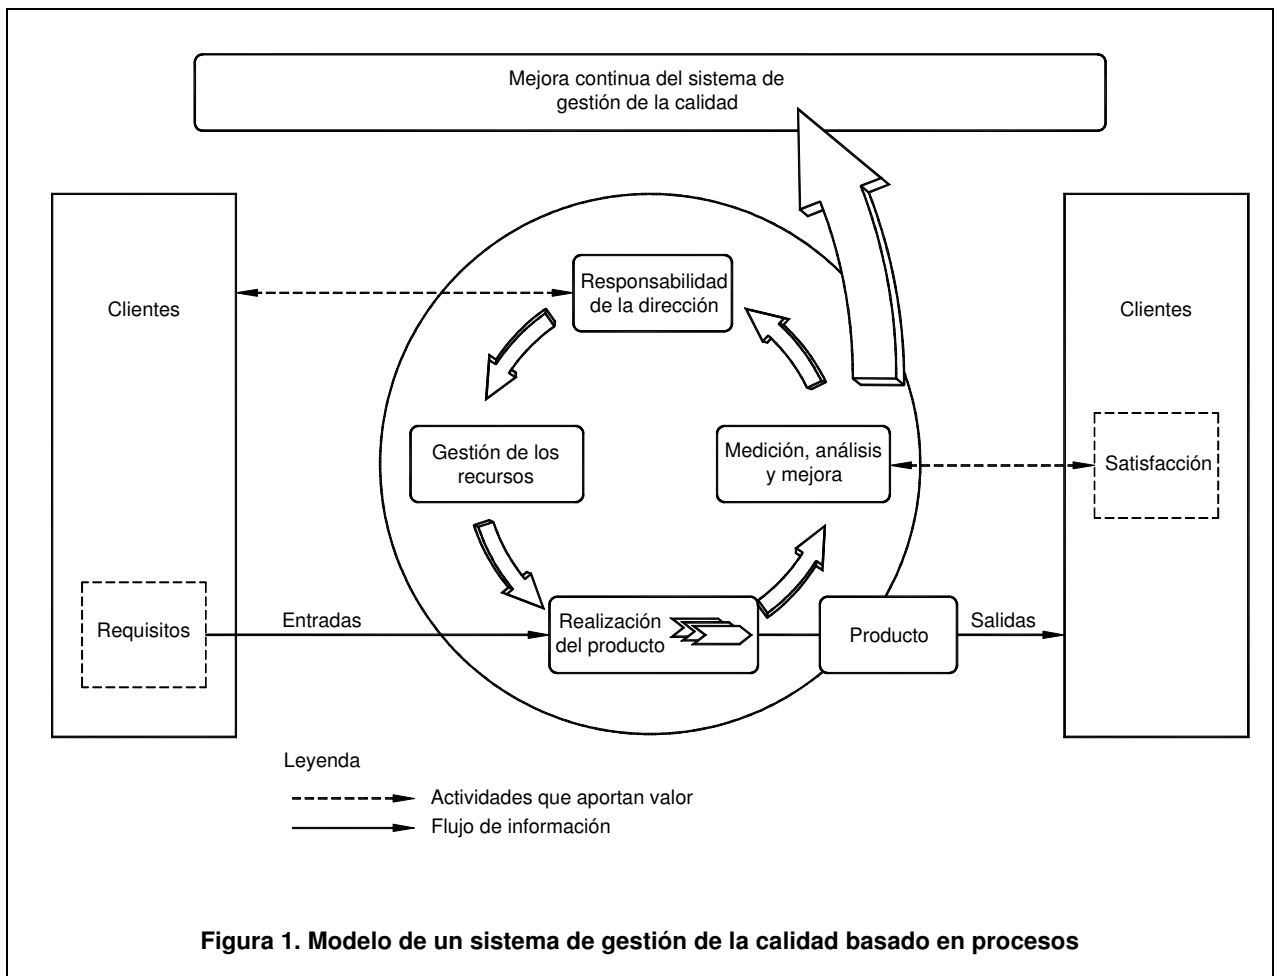 Mejora continua del sistema de
gestión de la calidad
Clientes
Responsabilidad
de la dirección
Clientes
Gestión de los
recursos
Medición, análisis
y mejora
Satisfacción
Requisitos
Entradas
Realización
del producto
Producto
Salidas
Leyenda
Actividades que aportan valor
Flujo de información
Figura 1. Modelo de un sistema de gestión de la calidad basado en procesos